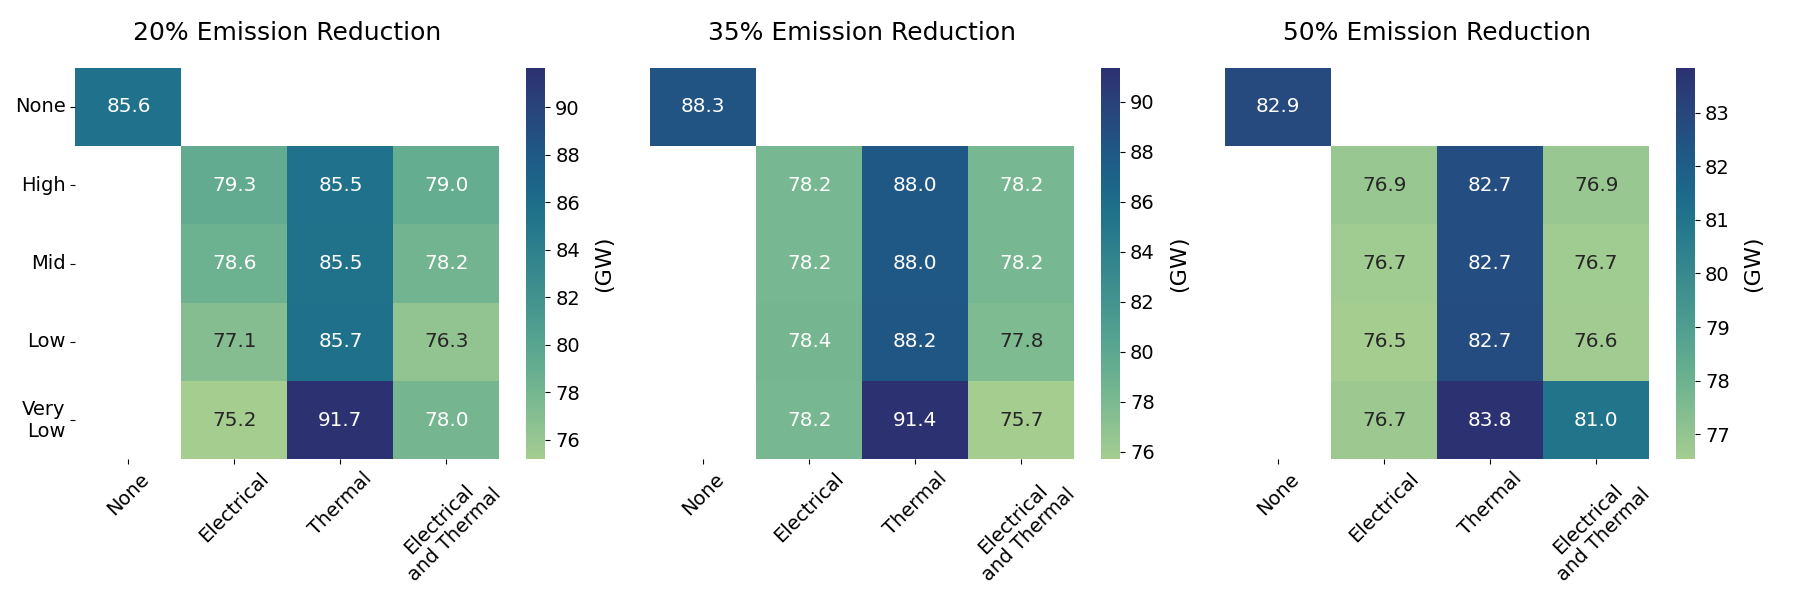 20% Emission Reduction
35% Emission Reduction
50% Emission Reduction
None
85.6
High
79.3 85.5 79.0
Mid
78.6 85.5 78.2
Low
77.1 85.7 76.3
Very
Low
75.2 91.7 78.0
None
Electrical
Thermal
Electrical
and Thermal
90
88
86
84
82
80
78
76
(GW)
88.3
78.2 88.0 78.2
78.2 88.0 78.2
78.4 88.2 77.8
78.2 91.4 75.7
None
Electrical
Thermal
Electrical
and Thermal
90
88
86
84
82
80
78
76
(GW)
82.9
76.9 82.7 76.9
76.7 82.7 76.7
76.5 82.7 76.6
76.7 83.8 81.0
None
Electrical
Thermal
Electrical
and Thermal
83
82
81
80
79
78
77
(GW)